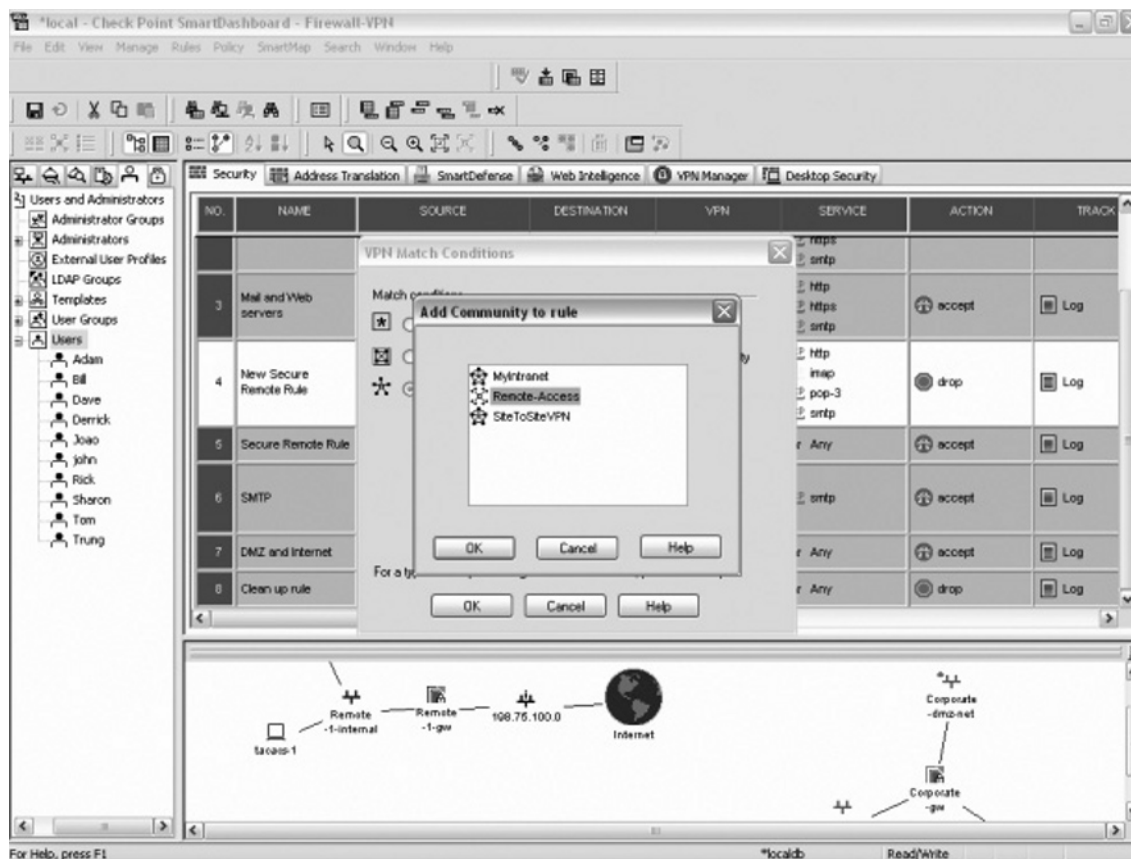 *local - Check Point SmartDashboard - Firewall-VPN
File Edit View Manage Rules Policy SmartMap Search Window Help
Security Address Translation SmartDefense Web Intelligence VPN Manager Desktop Security
Users and Administrators
Administrator Groups
Administrators
External User Profiles
LDAP Groups
Templates
User Groups
Users
Adam
Bill
Dave
Derrick
Joao
john
Rick
Sharon
Tom
Trung
NO. NAME SOURCE DESTINATION VPN SERVICE ACTION TRACK
https
smtp
3 Mail and Web servers http https smtp accept Log
4 New Secure Remote Rule http imap pop-3 smtp drop Log
5 Secure Remote Rule Any accept Log
6 SMTP smtp accept Log
7 DMZ and Internet Any accept Log
8 Clean up rule Any drop Log
VPN Match Conditions
Match conditions
Add Community to rule
MyIntranet
Remote-Access
SiteToSiteVPN
OK Cancel Help
For a
OK Cancel Help
Remote
-1-internal
tacacs-1
Remote
-1-gw
198.75.100.0
Internet
Corporate
-dmz-net
Corporate
-gw
For Help, press F1
*localdb
Read/Write